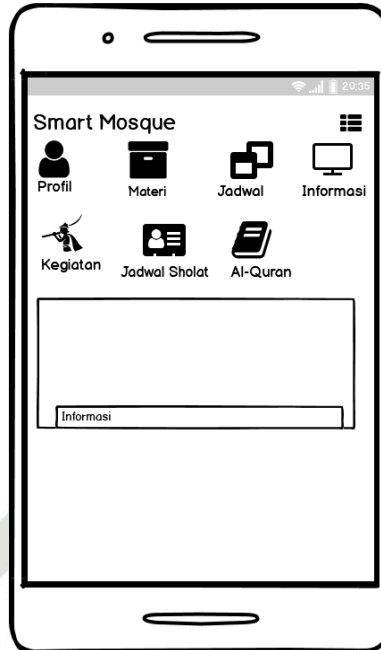 20:35
Smart Mosque
Profil
Materi
Jadwal
Informasi
Kegiatan
Jadwal Sholat
Al-Quran
Informasi